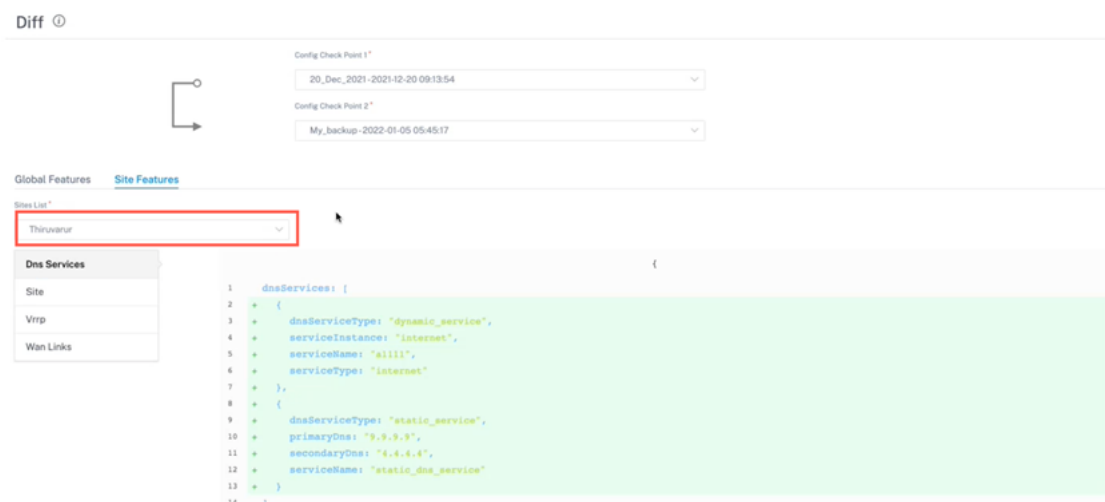 Diff
Config Check Point 1 *
20_Dec_2021-2021-12-20 09:13:54
Config Check Point 2 *
My_backup-2022-01-05 05:45:17
Global Features Site Features
Sites List *
Thiruvarur
Dns Services
Site
Vrrp
Wan Links
{
1 dnsServices: [
2 + {
3 + dnsServiceType: "dynamic_service",
4 + serviceInstance: "internet",
5 + serviceName: "a1111",
6 + serviceType: "internet"
7 + },
8 + {
9 + dnsServiceType: "static_service",
10 + primaryDns: "9.9.9.9",
11 + secondaryDns: "4.4.4.4",
12 + serviceName: "static_dns_service"
13 + }
14